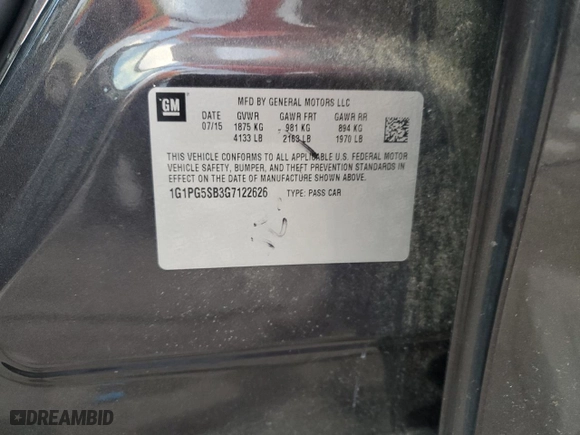 GM
MFD BY GENERAL MOTORS LLC
DATE GVWR GAWR FRT GAWR RR
07/15 1875 KG 981 KG 894 KG
4133 LB 2163 LB 1970 LB
THIS VEHICLE CONFORMS TO ALL APPLICABLE U.S. FEDERAL MOTOR
VEHICLE SAFETY, BUMPER, AND THEFT PREVENTION STANDARDS IN
EFFECT ON THE DATE OF MANUFACTURE SHOWN ABOVE.
1G1PG5SB3G7122626 TYPE: PASS CAR
DREAMBID